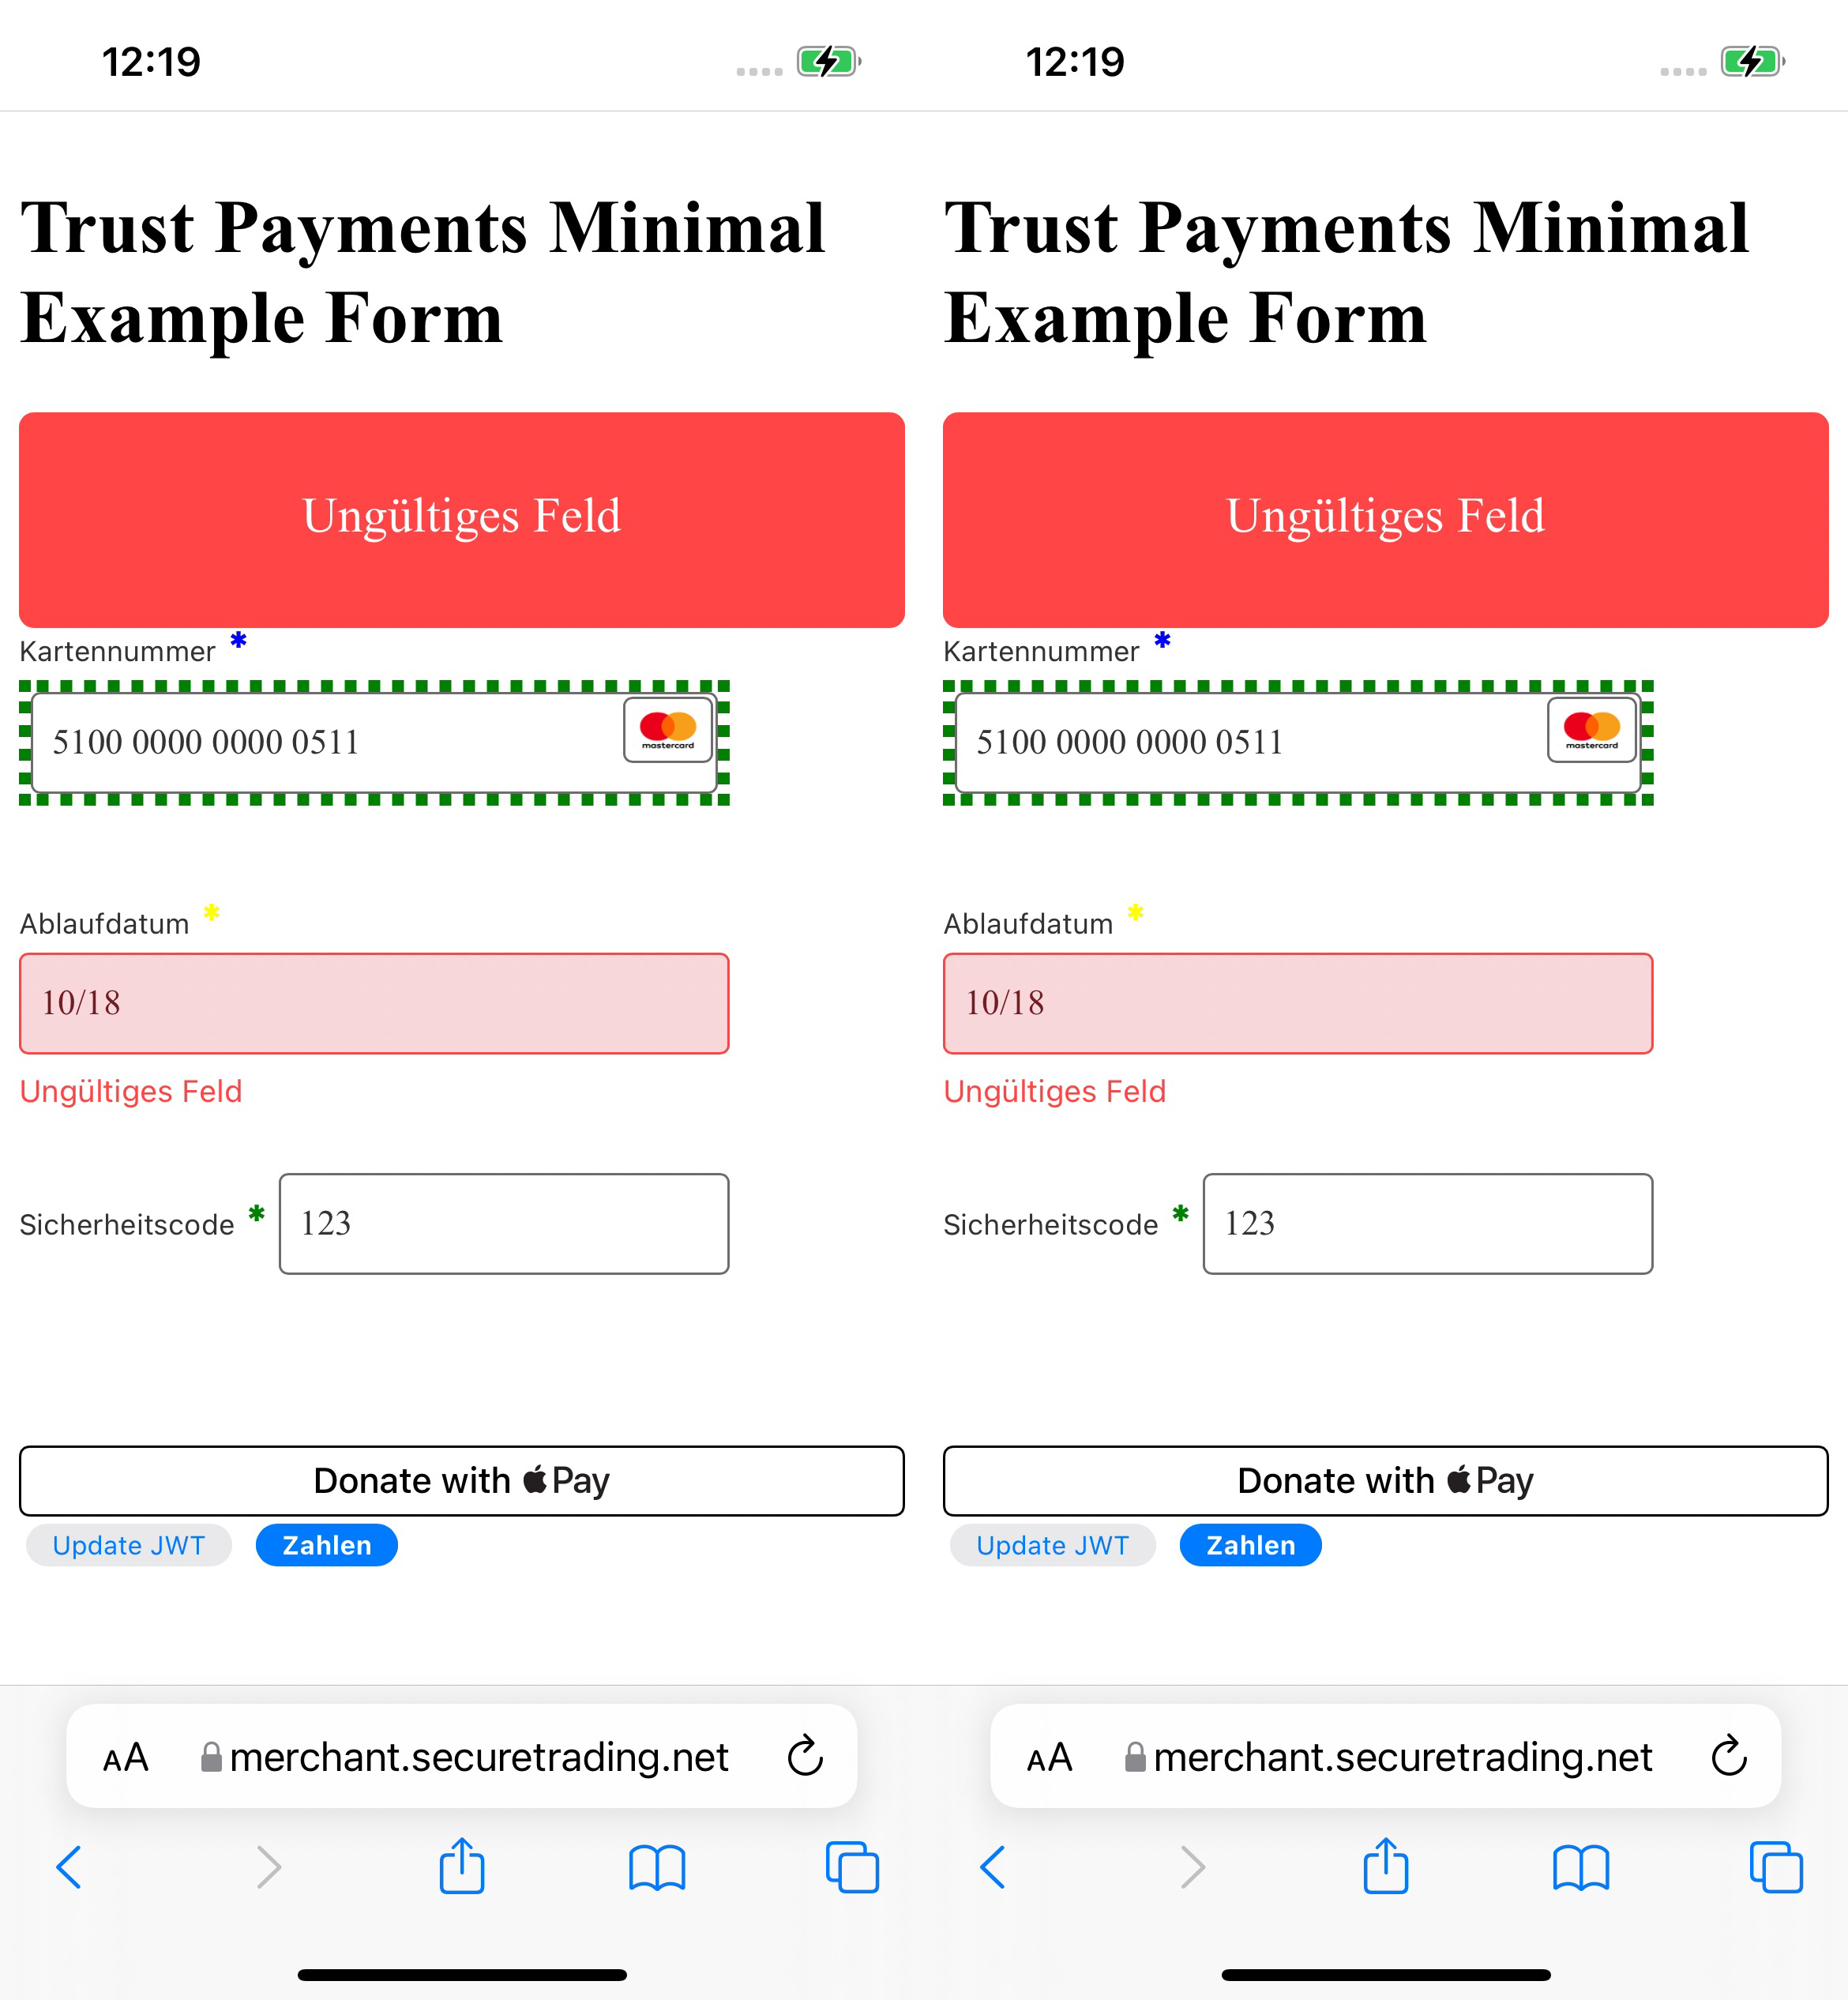 12:19
Trust Payments Minimal
Example Form
Ungültiges Feld
Kartennummer *
5100 0000 0000 0511
mastercard
Ablaufdatum *
10/18
Ungültiges Feld
Sicherheitscode *
123
Donate with Pay
Update JWT
Zahlen
AA
merchant.securetrading.net
12:19
Trust Payments Minimal
Example Form
Ungültiges Feld
Kartennummer *
5100 0000 0000 0511
mastercard
Ablaufdatum *
10/18
Ungültiges Feld
Sicherheitscode *
123
Donate with Pay
Update JWT
Zahlen
AA
merchant.securetrading.net